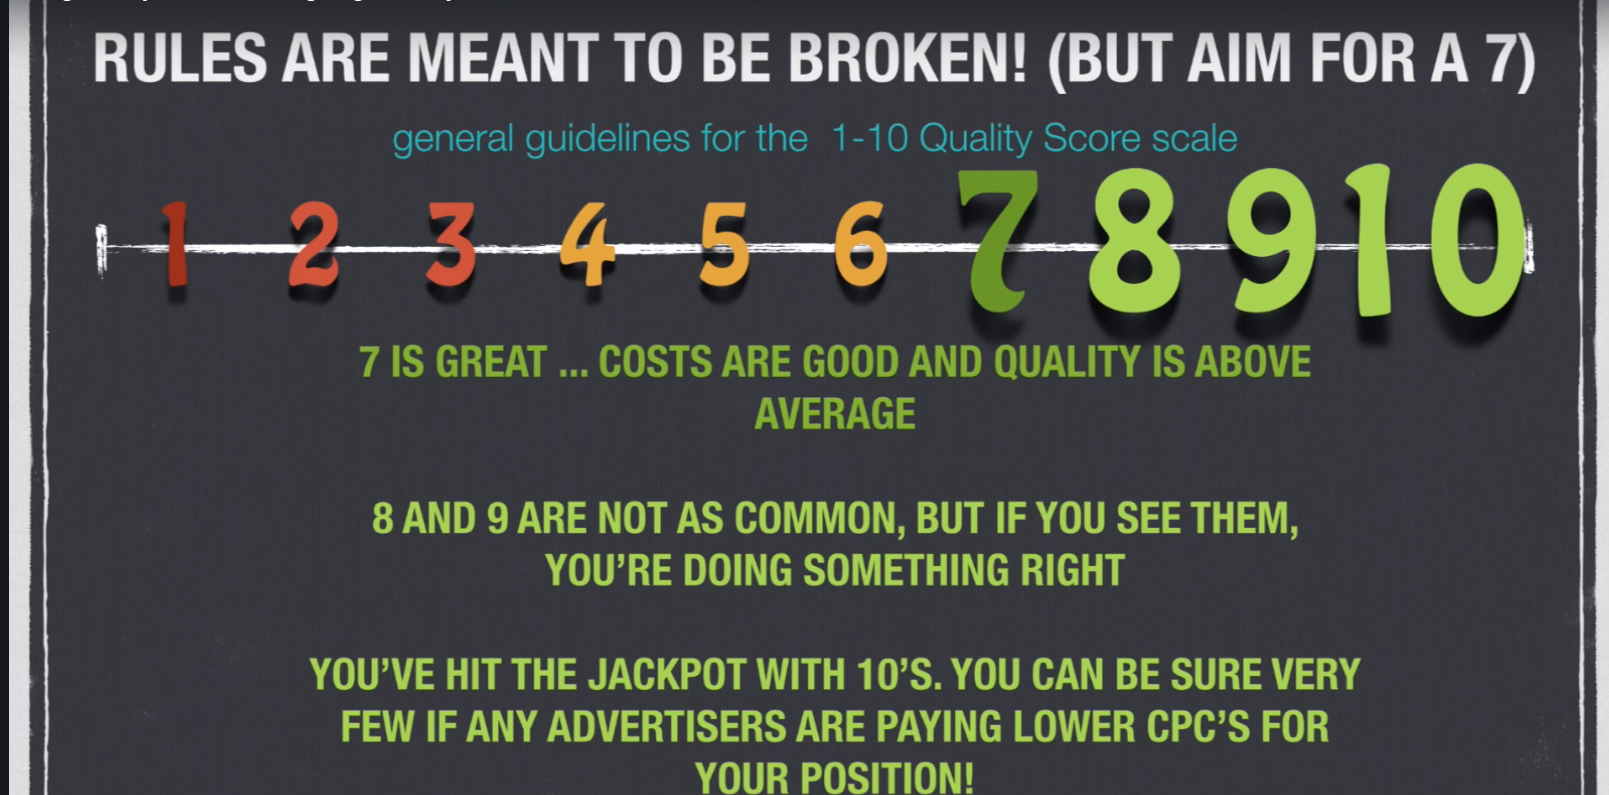 RULES ARE MEANT TO BE BROKEN! (BUT AIM FOR A 7)
general guidelines for the 1-10 Quality Score scale
1 2 3 4 5 6 7 8 9 10
7 IS GREAT ... COSTS ARE GOOD AND QUALITY IS ABOVE
AVERAGE
8 AND 9 ARE NOT AS COMMON, BUT IF YOU SEE THEM,
YOU’RE DOING SOMETHING RIGHT
YOU’VE HIT THE JACKPOT WITH 10’S. YOU CAN BE SURE VERY
FEW IF ANY ADVERTISERS ARE PAYING LOWER CPC’S FOR
YOUR POSITION!